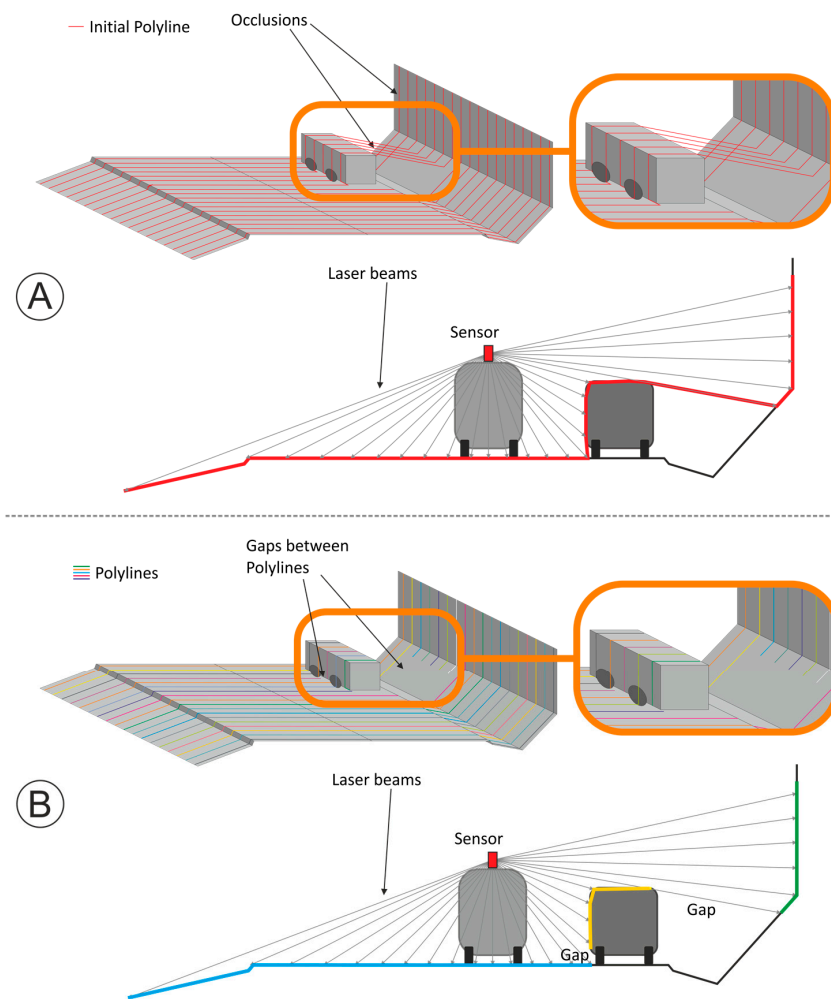 Initial Polyline
Occlusions
A
Laser beams
Sensor
Gaps between
Polylines
Polylines
B
Laser beams
Sensor
Gap
Gap